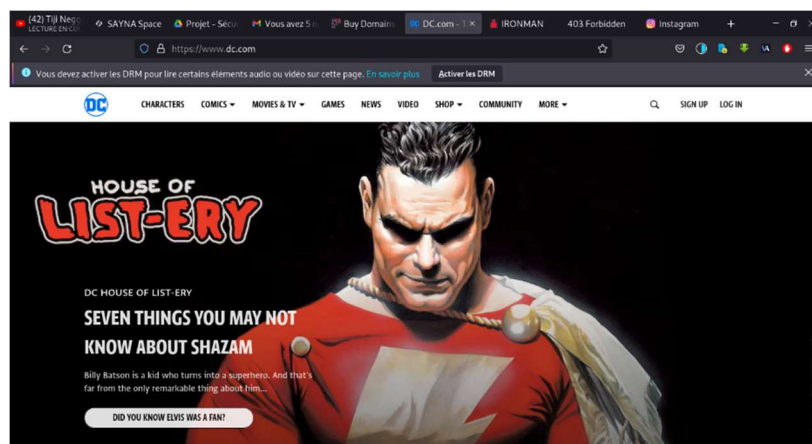 (42) Tiji Nego
LECTURE EN CO
SAYNA Space
Projet - Sécur
Vous avez 5 n
Buy Domains
DC.com - T
IRONMAN
403 Forbidden
Instagram
https://www.dc.com
Vous devez activer les DRM pour lire certains éléments audio ou vidéo sur cette page. En savoir plus
Activer les DRM
DC
CHARACTERS
COMICS
MOVIES & TV
GAMES
NEWS
VIDEO
SHOP
COMMUNITY
MORE
SIGN UP
LOG IN
HOUSE OF
LIST-ERY
DC HOUSE OF LIST-ERY
SEVEN THINGS YOU MAY NOT
KNOW ABOUT SHAZAM
Billy Batson is a kid who turns into a superhero. And that's
far from the only remarkable thing about him...
DID YOU KNOW ELVIS WAS A FAN?